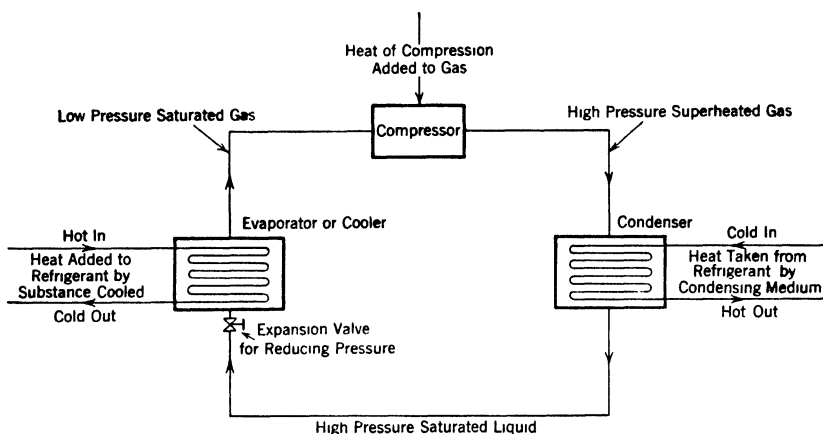 Heat of Compression
Added to Gas
Low Pressure Saturated Gas
Compressor
High Pressure Superheated Gas
Evaporator or Cooler
Condenser
Hot In
Heat Added to
Refrigerant by
Substance Cooled
Cold Out
Cold In
Heat Taken from
Refrigerant by
Condensing Medium
Hot Out
Expansion Valve
for Reducing Pressure
High Pressure Saturated Liquid